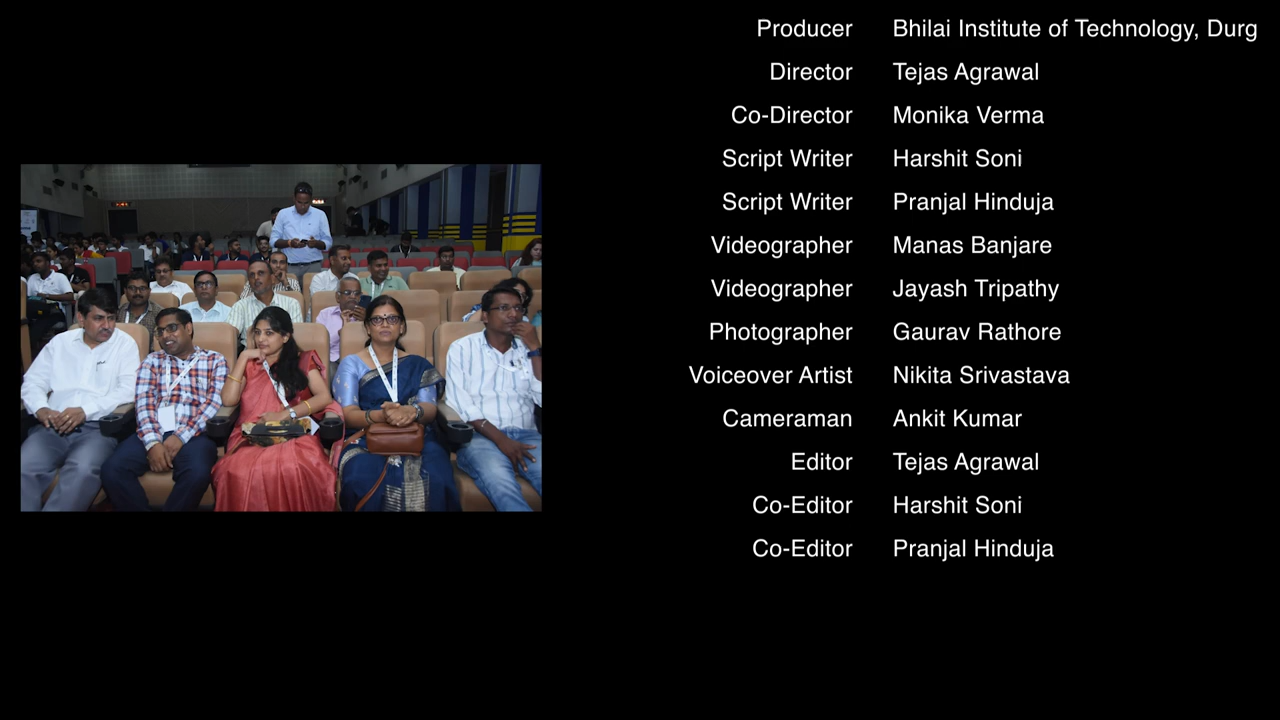 Producer Bhilai Institute of Technology, Durg
Director Tejas Agrawal
Co-Director Monika Verma
Script Writer Harshit Soni
Script Writer Pranjal Hinduja
Videographer Manas Banjare
Videographer Jayash Tripathy
Photographer Gaurav Rathore
Voiceover Artist Nikita Srivastava
Cameraman Ankit Kumar
Editor Tejas Agrawal
Co-Editor Harshit Soni
Co-Editor Pranjal Hinduja